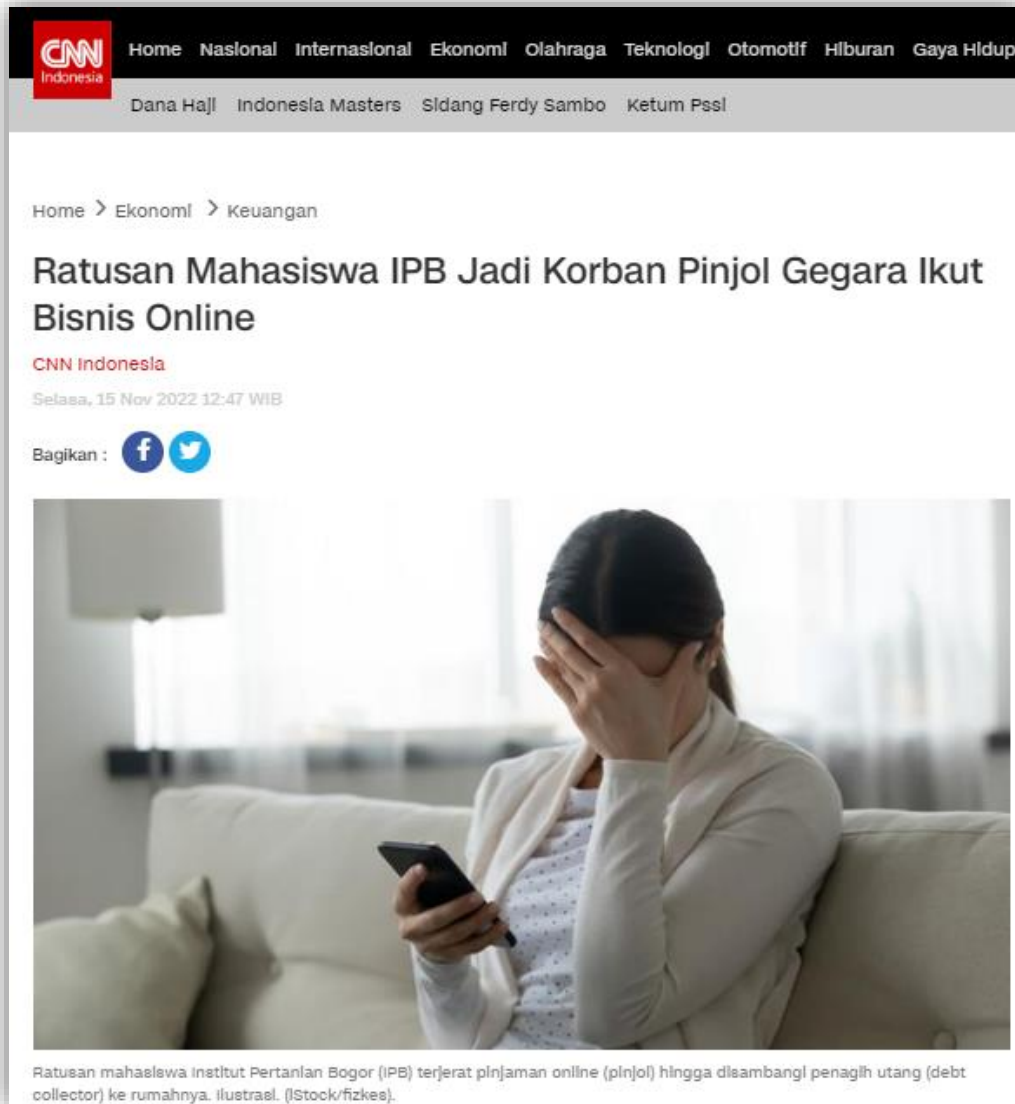 CNN
Indonesia
Home Nasional Internasional Ekonomi Olahraga Teknologi Otomotif Hiburan Gaya Hidup
Dana Haji Indonesia Masters Sidang Ferdy Sambo Ketum Pssi
Home > Ekonomi > Keuangan
Ratusan Mahasiswa IPB Jadi Korban Pinjol Gegara Ikut
Bisnis Online
CNN Indonesia
Selasa, 15 Nov 2022 12:47 WIB
Bagikan :
Ratusan mahasiswa Institut Pertanian Bogor (IPB) terjerat pinjaman online (pinjol) hingga disambangi penagih utang (debt
collector) ke rumahnya. Ilustrasi. (iStock/fizkes).